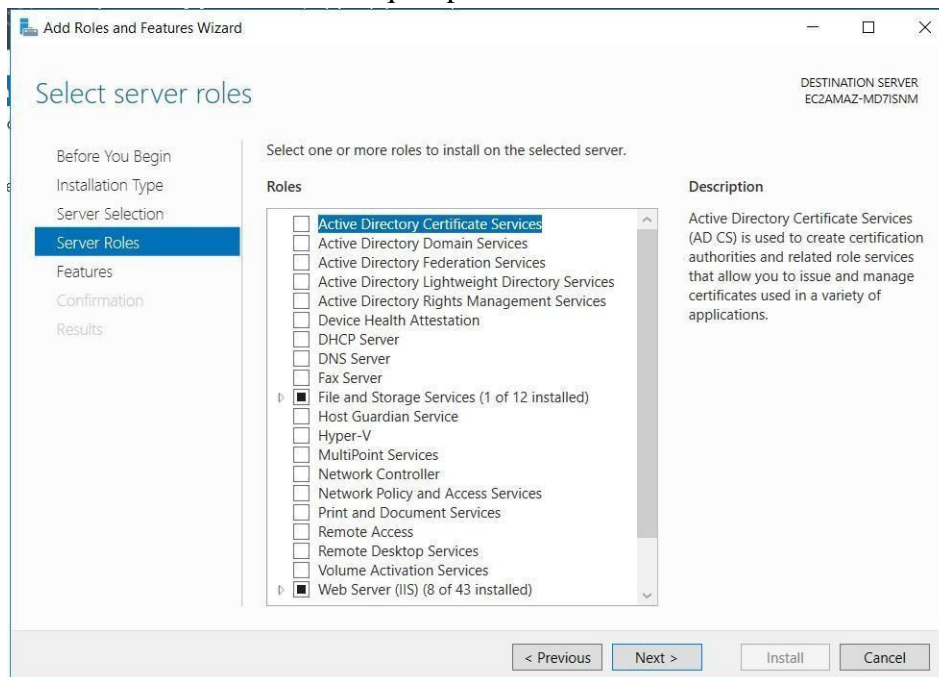 Add Roles and Features Wizard
Select server roles
DESTINATION SERVER
EC2AMAZ-MD7ISNM
Before You Begin
Installation Type
Server Selection
Server Roles
Features
Confirmation
Results
Select one or more roles to install on the selected server.
Roles
Active Directory Certificate Services
Active Directory Domain Services
Active Directory Federation Services
Active Directory Lightweight Directory Services
Active Directory Rights Management Services
Device Health Attestation
DHCP Server
DNS Server
Fax Server
File and Storage Services (1 of 12 installed)
Host Guardian Service
Hyper-V
MultiPoint Services
Network Controller
Network Policy and Access Services
Print and Document Services
Remote Access
Remote Desktop Services
Volume Activation Services
Web Server (IIS) (8 of 43 installed)
Description
Active Directory Certificate Services
(AD CS) is used to create certification
authorities and related role services
that allow you to issue and manage
certificates used in a variety of
applications.
< Previous
Next >
Install
Cancel